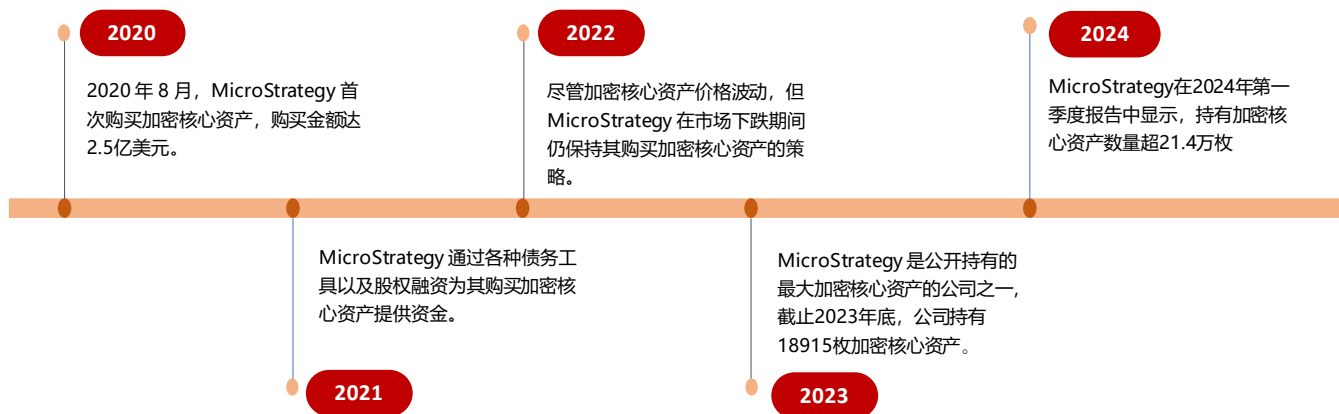 2020
2020 年 8 月，MicroStrategy 首
次购买加密核心资产，购买金额达
2.5亿美元。
2022
尽管加密核心资产价格波动，但
MicroStrategy 在市场下跌期间
仍保持其购买加密核心资产的策
略。
2024
MicroStrategy在2024年第一
季度报告中显示，持有加密核
心资产数量超21.4万枚
MicroStrategy 通过各种债务工
具以及股权融资为其购买加密核
心资产提供资金。
2021
MicroStrategy 是公开持有的
最大加密核心资产的公司之一，
截止2023年底，公司持有
18915枚加密核心资产。
2023